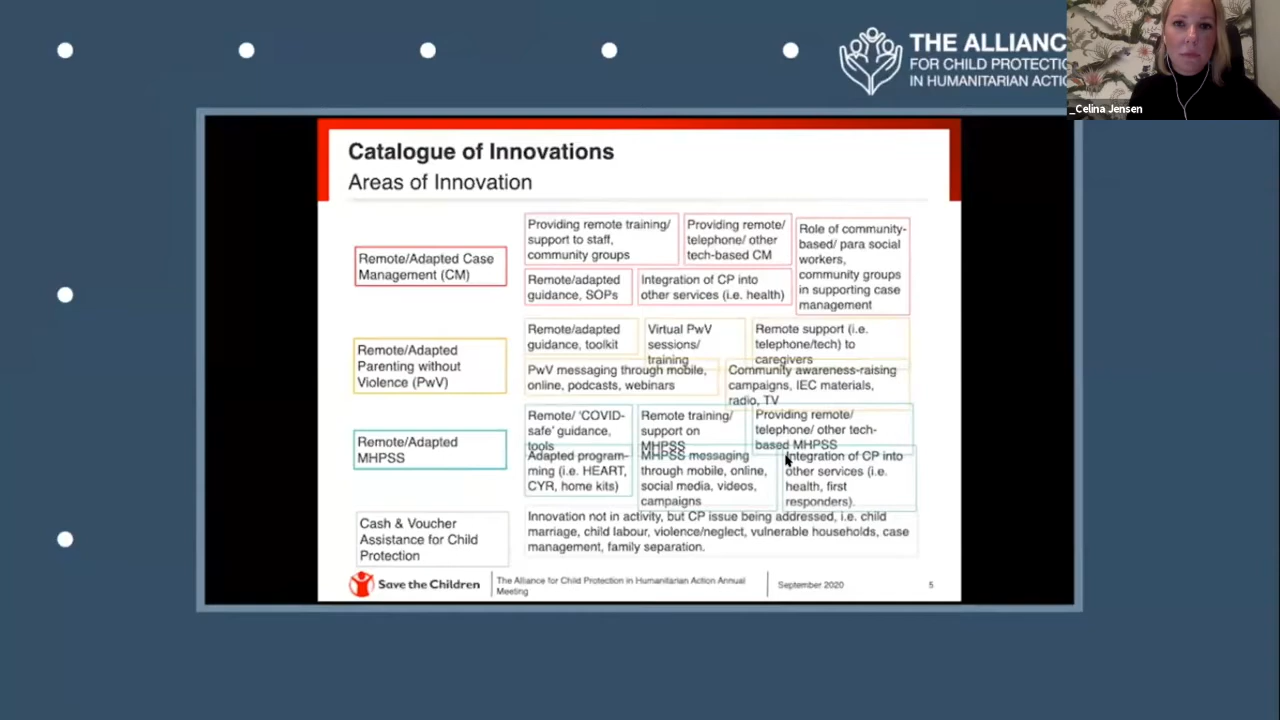 THE ALLIANC
FOR CHILD PROTECTIO
IN HUMANITARIAN ACTIO
_Celina Jensen
Catalogue of Innovations
Areas of Innovation
Remote/Adapted Case
Management (CM)
Providing remote training/
support to staff,
community groups
Providing remote/
telephone/ other
tech-based CM
Role of community-
based/ para social
workers,
community groups
in supporting case
management
Remote/adapted
guidance, SOPs
Integration of CP into
other services (i.e. health)
Remote/Adapted
Parenting without
Violence (PwV)
Remote/adapted
guidance, toolkit
Virtual PwV
sessions/
training
Remote support (i.e.
telephone/tech) to
caregivers
PwV messaging through mobile,
online, podcasts, webinars
Community awareness-raising
campaigns, IEC materials,
radio, TV
Remote/Adapted
MHPSS
Remote/ ‘COVID-
safe’ guidance,
tools
Remote training/
support on
MHPSS
Providing remote/
telephone/ other tech-
based MHPSS
Adapted program-
ming (i.e. HEART,
CYR, home kits)
MHPSS messaging
through mobile, online,
social media, videos,
campaigns
Integration of CP into
other services (i.e.
health, first
responders).
Cash & Voucher
Assistance for Child
Protection
Innovation not in activity, but CP issue being addressed, i.e. child
marriage, child labour, violence/neglect, vulnerable households, case
management, family separation.
Save the Children
The Alliance for Child Protection in Humanitarian Action Annual
Meeting
September 2020
5